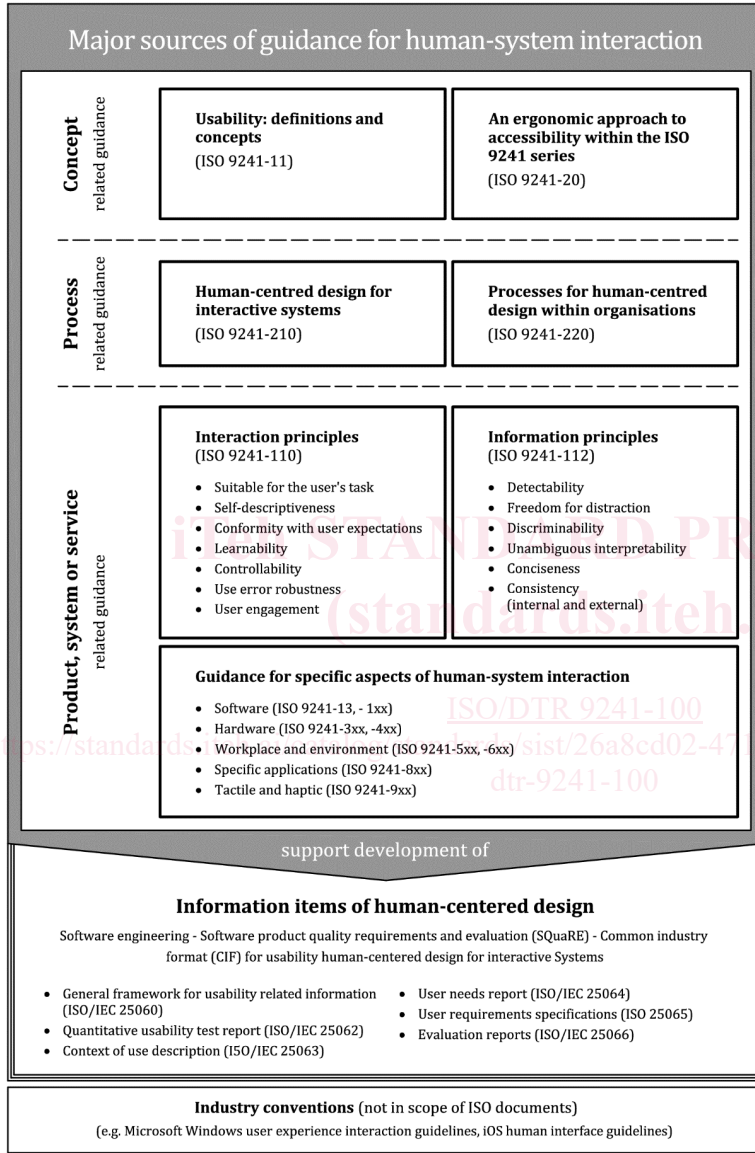 Major sources of guidance for human-system interaction
Concept
related guidance
Usability: definitions and
concepts
(ISO 9241-11)
An ergonomic approach to
accessibility within the ISO
9241 series
(ISO 9241-20)
Process
related guidance
Human-centred design for
interactive systems
(ISO 9241-210)
Processes for human-centred
design within organisations
(ISO 9241-220)
Product, system or service
related guidance
Interaction principles
(ISO 9241-110)
• Suitable for the user's task
• Self-descriptiveness
• Conformity with user expectations
• Learnability
• Controllability
• Use error robustness
• User engagement
Information principles
(ISO 9241-112)
• Detectability
• Freedom for distraction
• Discriminability
• Unambiguous interpretability
• Conciseness
• Consistency
(internal and external)
iTeh STANDARD PR
(standards.iteh.
Guidance for specific aspects of human-system interaction
• Software (ISO 9241-13, - 1xx)
• Hardware (ISO 9241-3xx, -4xx)
• Workplace and environment (ISO 9241-5xx, -6xx)
• Specific applications (ISO 9241-8xx)
• Tactile and haptic (ISO 9241-9xx)
ISO/DTR 9241-100
dtr-9241-100
support development of
Information items of human-centered design
Software engineering - Software product quality requirements and evaluation (SQuaRE) - Common industry
format (CIF) for usability human-centered design for interactive Systems
• General framework for usability related information
(ISO/IEC 25060)
• Quantitative usability test report (ISO/IEC 25062)
• Context of use description (I5O/IEC 25063)
• User needs report (ISO/IEC 25064)
• User requirements specifications (ISO 25065)
• Evaluation reports (ISO/IEC 25066)
Industry conventions (not in scope of ISO documents)
(e.g. Microsoft Windows user experience interaction guidelines, iOS human interface guidelines)